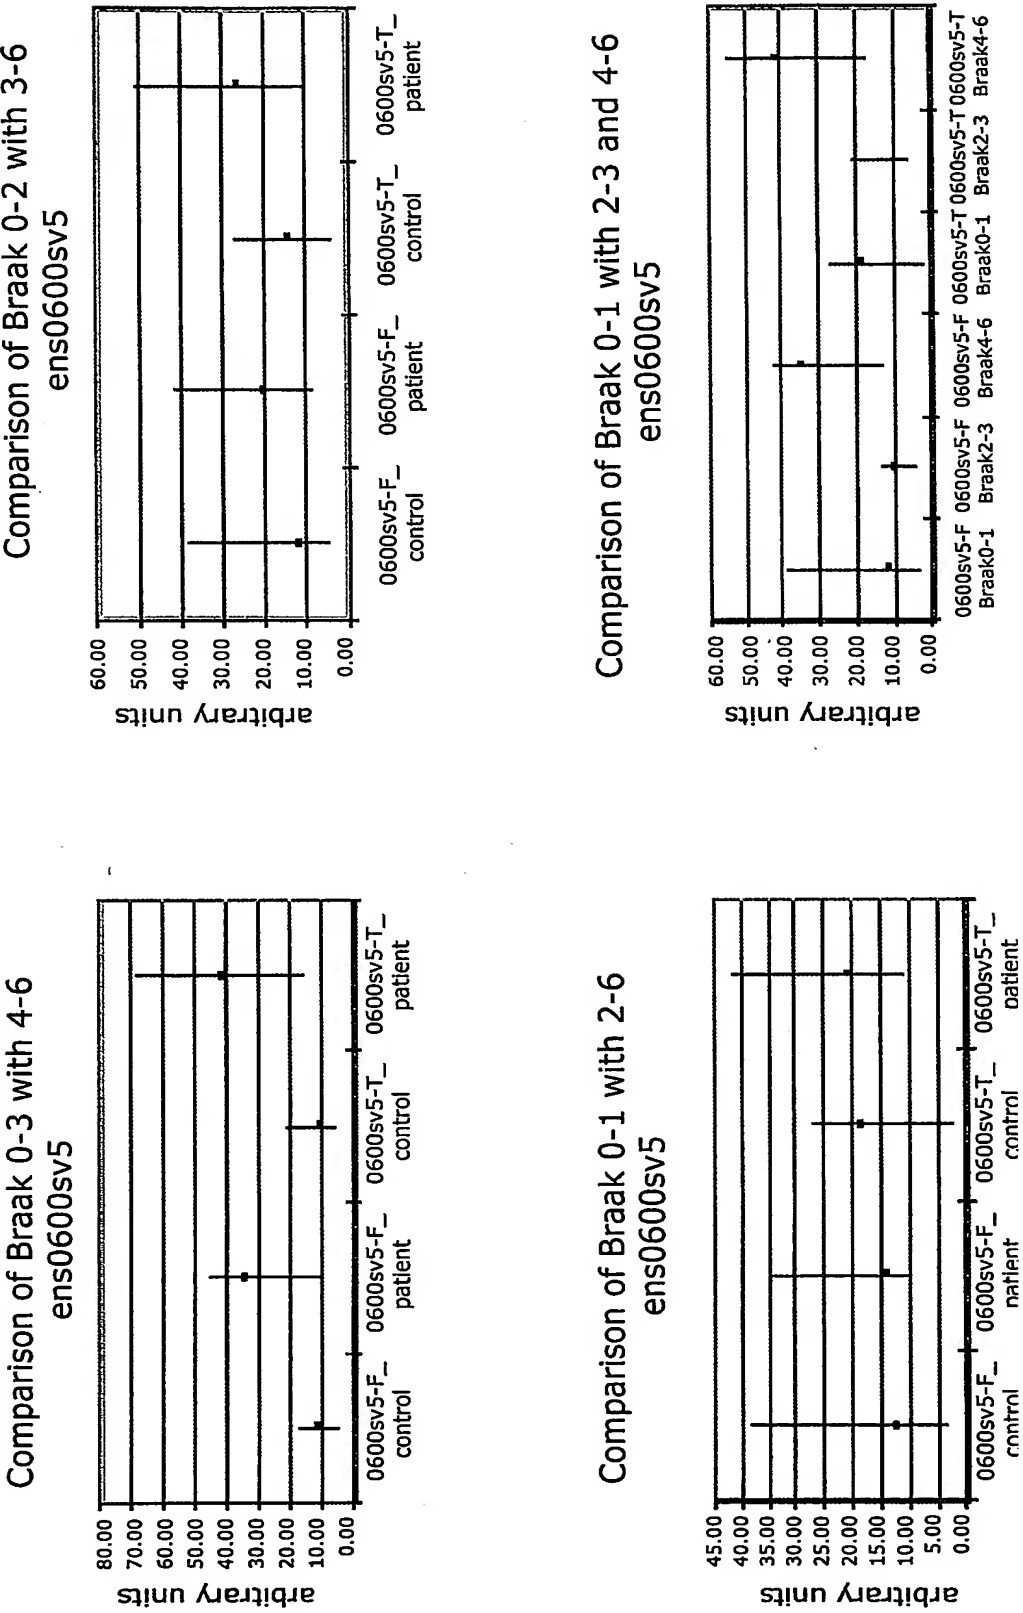 Comparison of Braak 0-3 with 4-6
ens0600sv5
arbitrary units
80.00
70.00
60.00
50.00
40.00
30.00
20.00
10.00
0.00
0600sv5-F_ 0600sv5-F_ 0600sv5-T_ 0600sv5-T_
control patient control patient
Comparison of Braak 0-2 with 3-6
ens0600sv5
arbitrary units
60.00
50.00
40.00
30.00
20.00
10.00
0.00
0600sv5-F_ 0600sv5-F_ 0600sv5-T_ 0600sv5-T_
control patient control patient
Comparison of Braak 0-1 with 2-6
ens0600sv5
arbitrary units
45.00
40.00
35.00
30.00
25.00
20.00
15.00
10.00
5.00
0.00
0600sv5-F_ 0600sv5-F_ 0600sv5-T_ 0600sv5-T_
control patient control patient
Comparison of Braak 0-1 with 2-3 and 4-6
ens0600sv5
arbitrary units
60.00
50.00
40.00
30.00
20.00
10.00
0.00
0600sv5-F 0600sv5-F 0600sv5-F 0600sv5-T 0600sv5-T 0600sv5-T
Braak0-1 Braak2-3 Braak4-6 Braak0-1 Braak2-3 Braak4-6